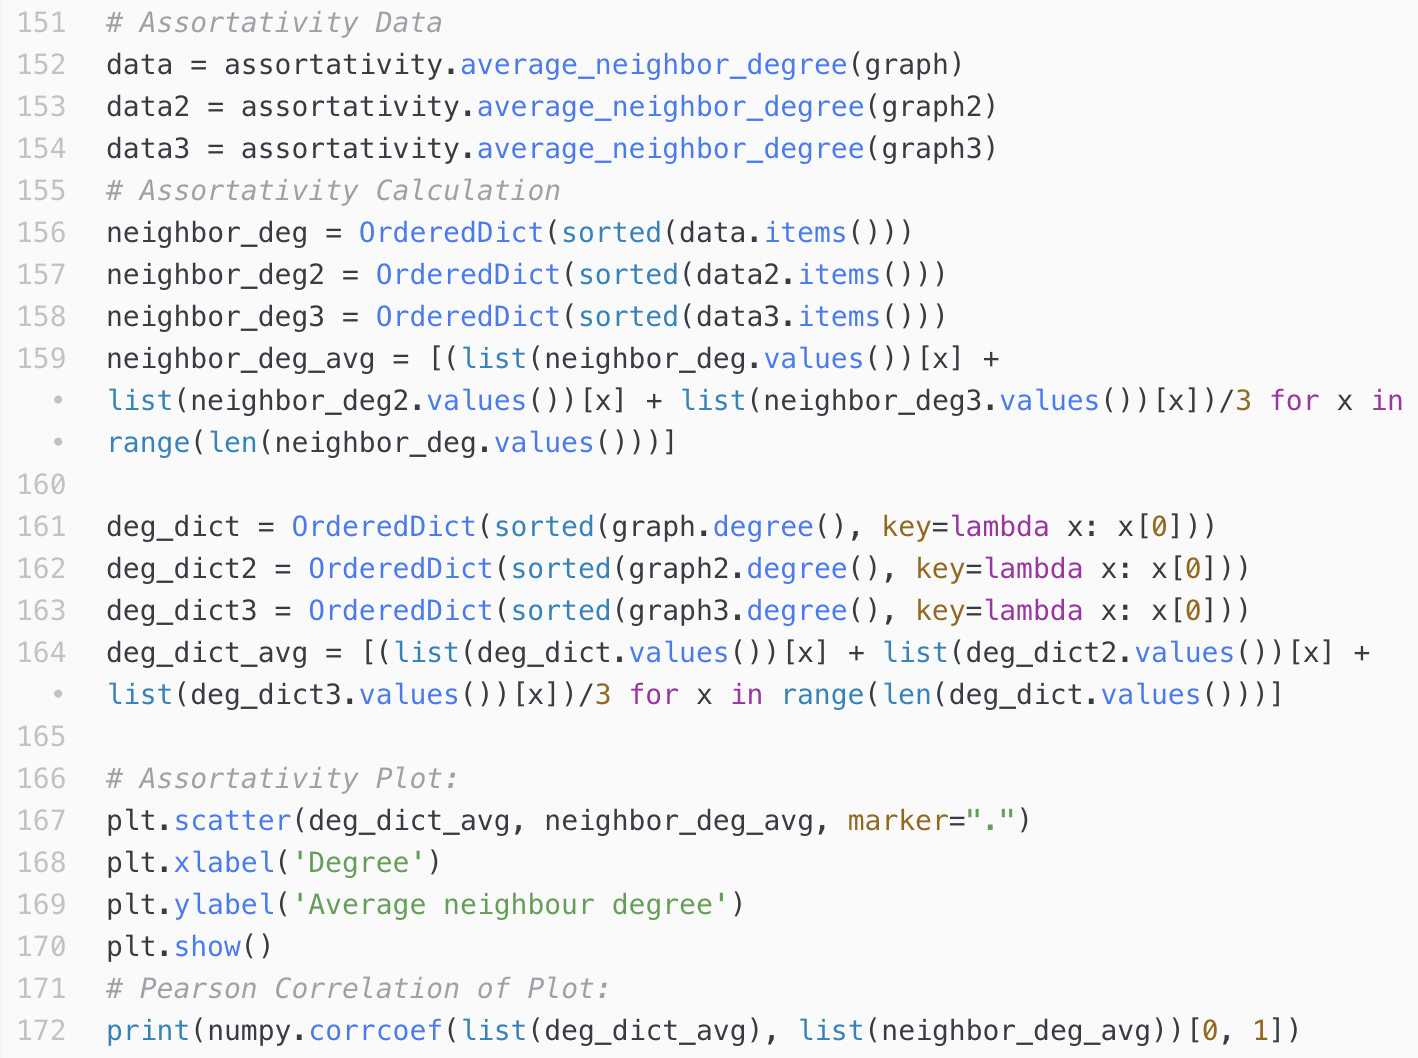 151 # Assortativity Data
152 data = assortativity.average_neighbor_degree(graph)
153 data2 = assortativity.average_neighbor_degree(graph2)
154 data3 = assortativity.average_neighbor_degree(graph3)
155 # Assortativity Calculation
156 neighbor_deg = OrderedDict(sorted(data.items()))
157 neighbor_deg2 = OrderedDict(sorted(data2.items()))
158 neighbor_deg3 = OrderedDict(sorted(data3.items()))
159 neighbor_deg_avg = [(list(neighbor_deg.values())[x] +
• list(neighbor_deg2.values())[x] + list(neighbor_deg3.values())[x])/3 for x in
• range(len(neighbor_deg.values()))]
160
161 deg_dict = OrderedDict(sorted(graph.degree(), key=lambda x: x[0]))
162 deg_dict2 = OrderedDict(sorted(graph2.degree(), key=lambda x: x[0]))
163 deg_dict3 = OrderedDict(sorted(graph3.degree(), key=lambda x: x[0]))
164 deg_dict_avg = [(list(deg_dict.values())[x] + list(deg_dict2.values())[x] +
• list(deg_dict3.values())[x])/3 for x in range(len(deg_dict.values()))]
165
166 # Assortativity Plot:
167 plt.scatter(deg_dict_avg, neighbor_deg_avg, marker=".")
168 plt.xlabel('Degree')
169 plt.ylabel('Average neighbour degree')
170 plt.show()
171 # Pearson Correlation of Plot:
172 print(numpy.corrcoef(list(deg_dict_avg), list(neighbor_deg_avg))[0, 1])